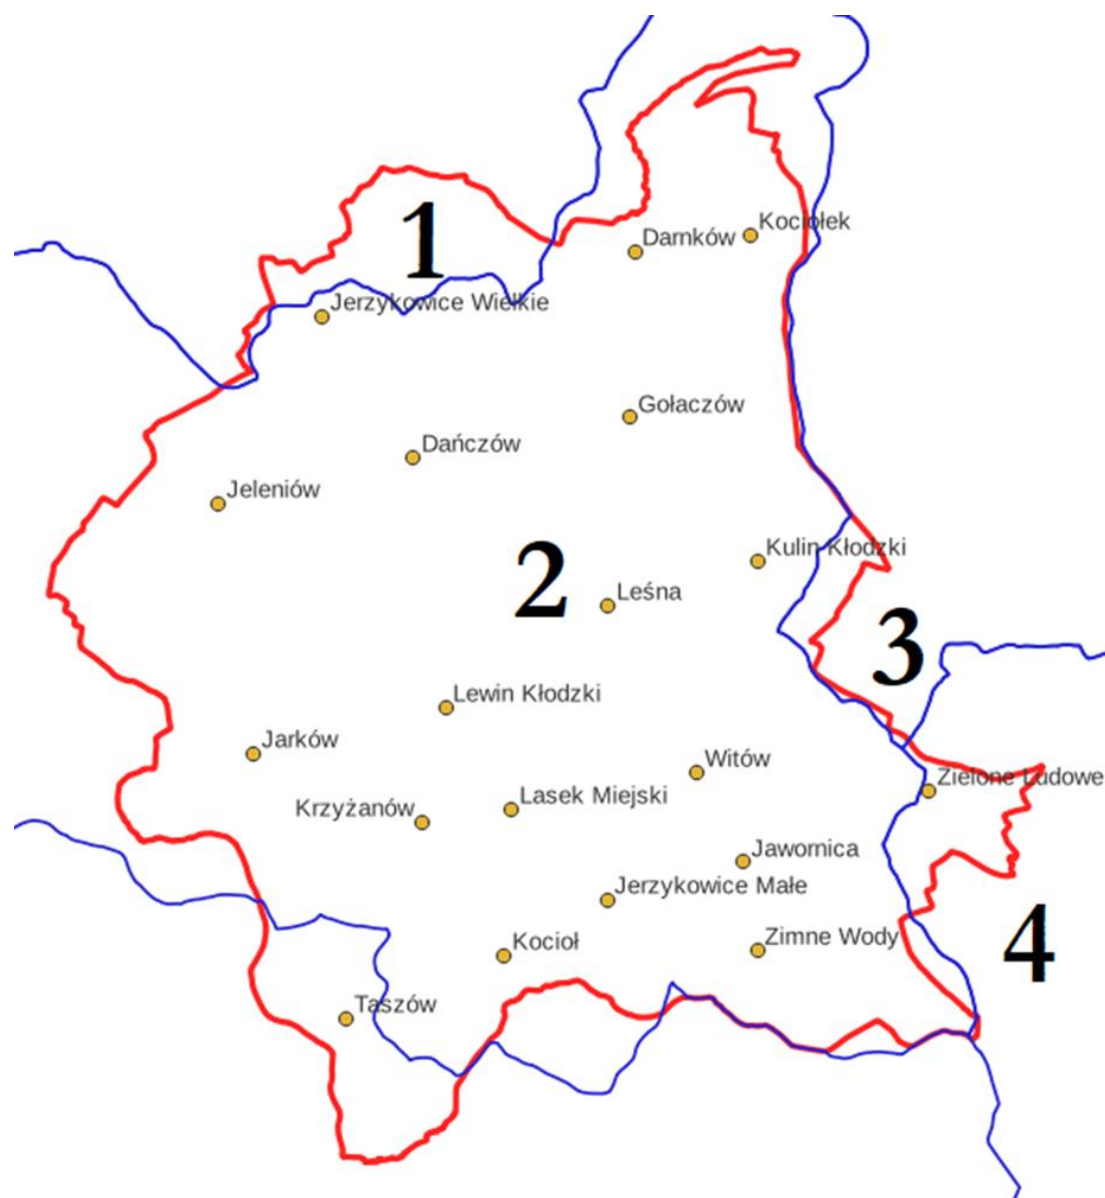 Kociołek
Darnków
1
Jerzykowice Wielkie
Gołaczów
Dańczów
Jeleniów
Kulin Kłodzki
2
Leśna
3
Lewin Kłodzki
Jarków
Witów
Zielone Ludowe
Lasek Miejski
Krzyżanów
Jawornica
Jerzykowice Małe
4
Zimne Wody
Kocioł
Taszów